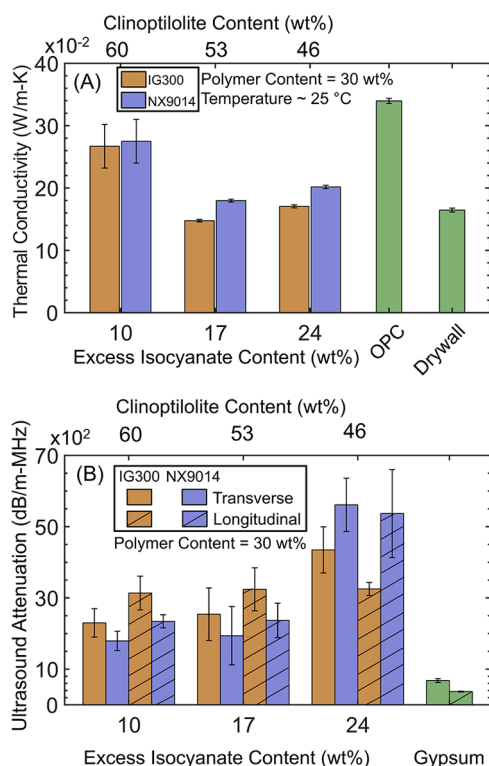 Clinoptilolite Content (wt%)
x10-2 60 53 46
(A) IG300 Polymer Content = 30 wt%
NX9014 Temperature ~ 25 °C
Thermal Conductivity (W/m-K)
40
30
20
10
0
10 17 24 OPC Drywall
Excess Isocyanate Content (wt%)
Clinoptilolite Content (wt%)
x102 60 53 46
(B) IG300 NX9014
Transverse
Longitudinal
Polymer Content = 30 wt%
Ultrasound Attenuation (dB/m-MHz)
70
50
30
10
0
10 17 24
Excess Isocyanate Content (wt%) Gypsum